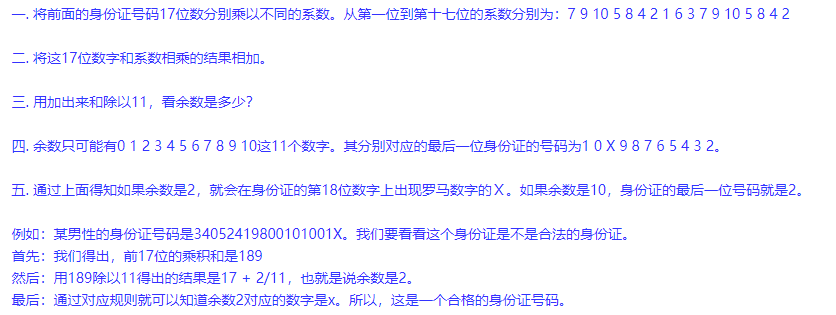 一. 将前面的身份证号码17位数分别乘以不同的系数。从第一位到第十七位的系数分别为：7 9 10 5 8 4 2 1 6 3 7 9 10 5 8 4 2
二. 将这17位数字和系数相乘的结果相加。
三. 用加出来和除以11，看余数是多少？
四. 余数只可能有0 1 2 3 4 5 6 7 8 9 10这11个数字。其分别对应的最后一位身份证的号码为1 0 X 9 8 7 6 5 4 3 2。
五. 通过上面得知如果余数是2，就会在身份证的第18位数字上出现罗马数字的Ⅹ。如果余数是10，身份证的最后一位号码就是2。
例如：某男性的身份证号码是34052419800101001X。我们要看看这个身份证是不是合法的身份证。
首先：我们得出，前17位的乘积和是189
然后：用189除以11得出的结果是17 + 2/11，也就是说余数是2。
最后：通过对应规则就可以知道余数2对应的数字是x。所以，这是一个合格的身份证号码。